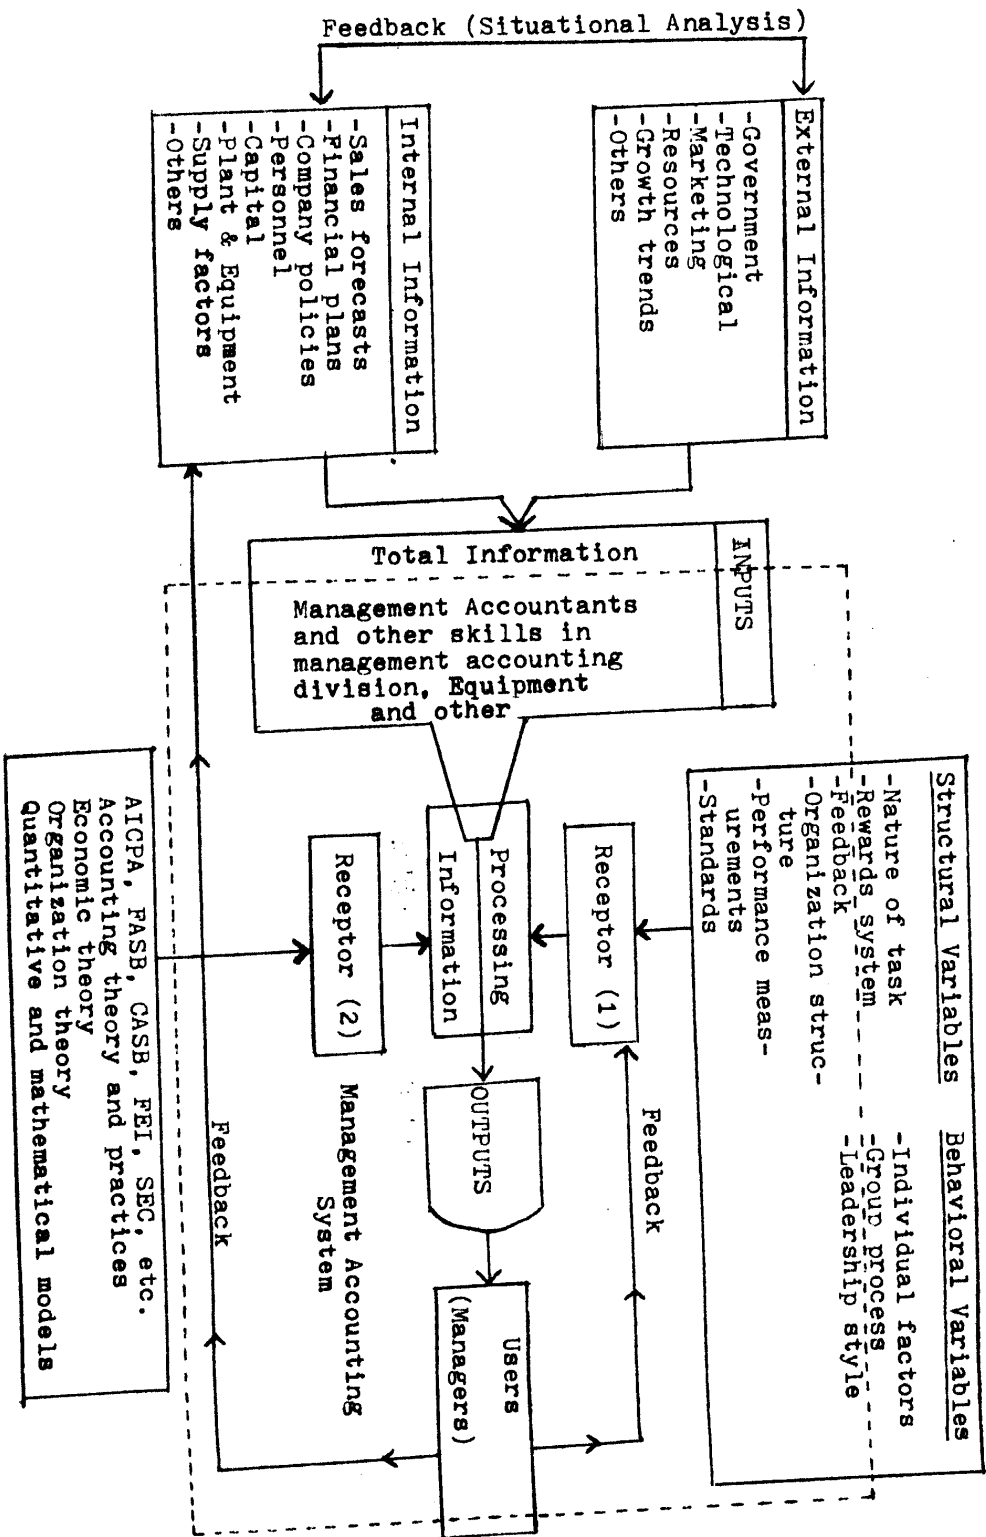 Feedback (Situational Analysis)
External Information
-Government
-Technological
-Marketing
-Resources
-Growth trends
-Others
Internal Information
-Sales forecasts
-Financial plans
-Company policies
-Personnel
-Capital
-Plant & Equipment
-Supply factors
-Others
INPUTS
Total Information
Management Accountants
and other skills in
management accounting
division, Equipment
and other
Structural Variables
-Nature of task
-Rewards system
-Feedback
-Organization struc-
ture
-Performance meas-
urements
-Standards
Behavioral Variables
-Individual factors
-Group process
-Leadership style
Receptor (1)
Processing
Information
Receptor (2)
OUTPUTS
Users
(Managers)
Feedback
Management Accounting
System
Feedback
AICPA, FASB, CASB, FEI, SEC, etc.
Accounting theory and practices
Economic theory
Organization theory
Quantitative and mathematical models